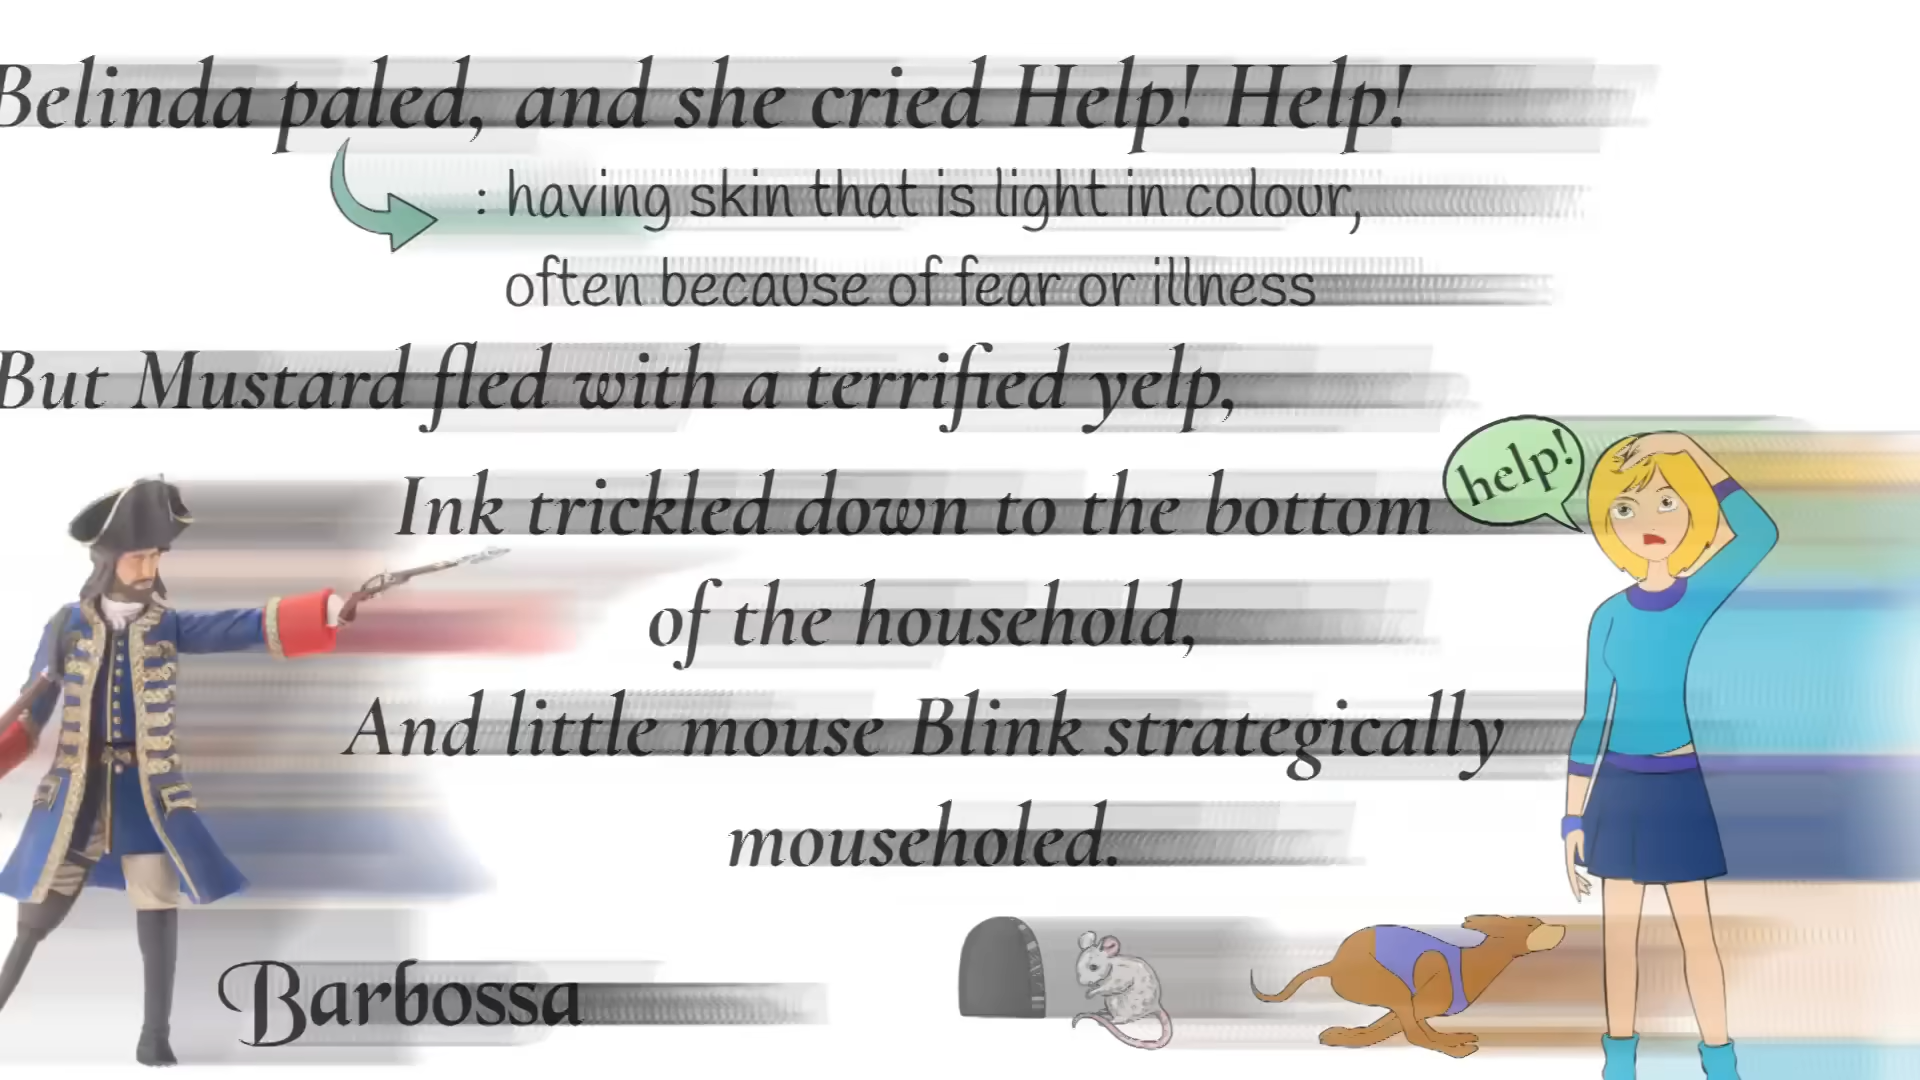 Belinda paled, and she cried Help! Help!
: having skin that is light in colour,
often because of fear or illness
But Mustard fled with a terrified yelp,
help!
Ink trickled down to the bottom
of the household,
And little mouse Blink strategically
mouseholed.
Barbossa